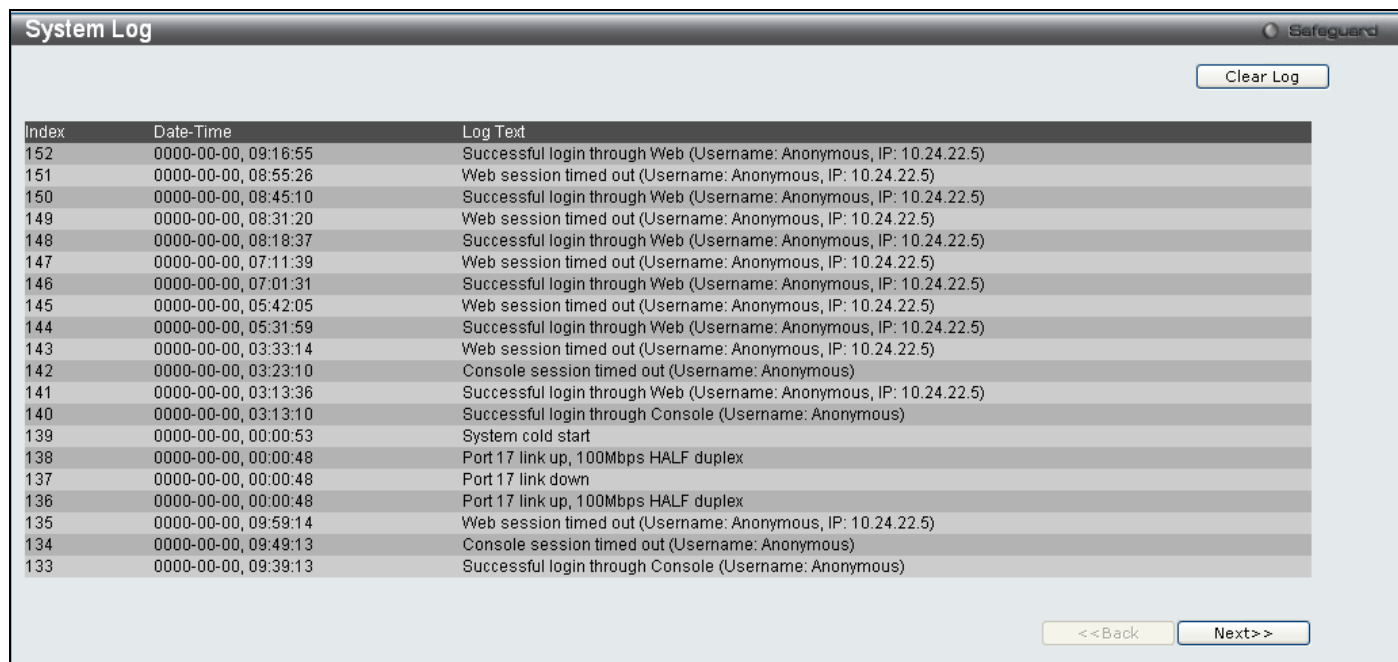 System Log
Safeguard
Clear Log
Index Date-Time Log Text
152 0000-00-00, 09:16:55 Successful login through Web (Username: Anonymous, IP: 10.24.22.5)
151 0000-00-00, 08:55:26 Web session timed out (Username: Anonymous, IP: 10.24.22.5)
150 0000-00-00, 08:45:10 Successful login through Web (Username: Anonymous, IP: 10.24.22.5)
149 0000-00-00, 08:31:20 Web session timed out (Username: Anonymous, IP: 10.24.22.5)
148 0000-00-00, 08:18:37 Successful login through Web (Username: Anonymous, IP: 10.24.22.5)
147 0000-00-00, 07:11:39 Web session timed out (Username: Anonymous, IP: 10.24.22.5)
146 0000-00-00, 07:01:31 Successful login through Web (Username: Anonymous, IP: 10.24.22.5)
145 0000-00-00, 05:42:05 Web session timed out (Username: Anonymous, IP: 10.24.22.5)
144 0000-00-00, 05:31:59 Successful login through Web (Username: Anonymous, IP: 10.24.22.5)
143 0000-00-00, 03:33:14 Web session timed out (Username: Anonymous, IP: 10.24.22.5)
142 0000-00-00, 03:23:10 Console session timed out (Username: Anonymous)
141 0000-00-00, 03:13:36 Successful login through Web (Username: Anonymous, IP: 10.24.22.5)
140 0000-00-00, 03:13:10 Successful login through Console (Username: Anonymous)
139 0000-00-00, 00:00:53 System cold start
138 0000-00-00, 00:00:48 Port 17 link up, 100Mbps HALF duplex
137 0000-00-00, 00:00:48 Port 17 link down
136 0000-00-00, 00:00:48 Port 17 link up, 100Mbps HALF duplex
135 0000-00-00, 09:59:14 Web session timed out (Username: Anonymous, IP: 10.24.22.5)
134 0000-00-00, 09:49:13 Console session timed out (Username: Anonymous)
133 0000-00-00, 09:39:13 Successful login through Console (Username: Anonymous)
<<Back Next>>